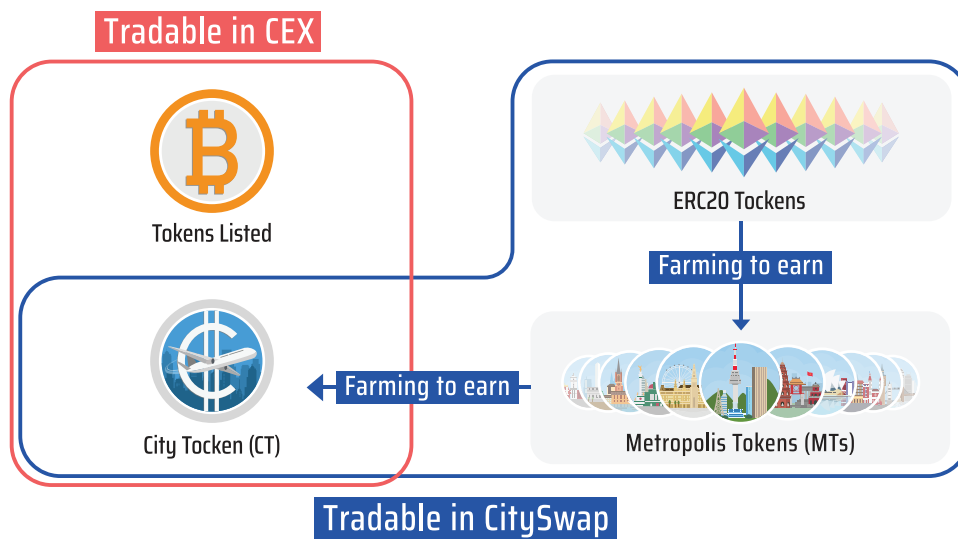 Tradable in CEX
Tokens Listed
ERC20 Tockens
Farming to earn
Farming to earn
City Tocken (CT)
Metropolis Tokens (MTs)
Tradable in CitySwap